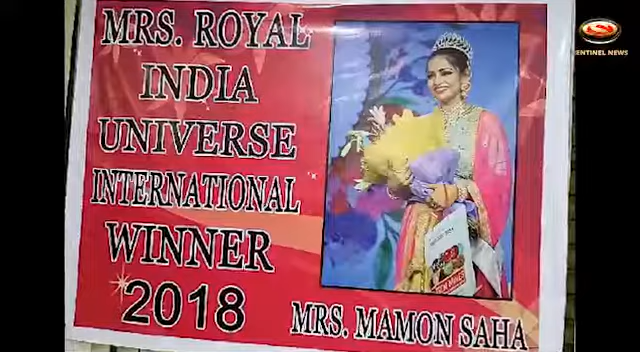 MRS. ROYAL
INDIA
UNIVERSE
INTERNATIONAL
WINNER
2018
MRS. MAMON SAHA
SENTINEL NEWS